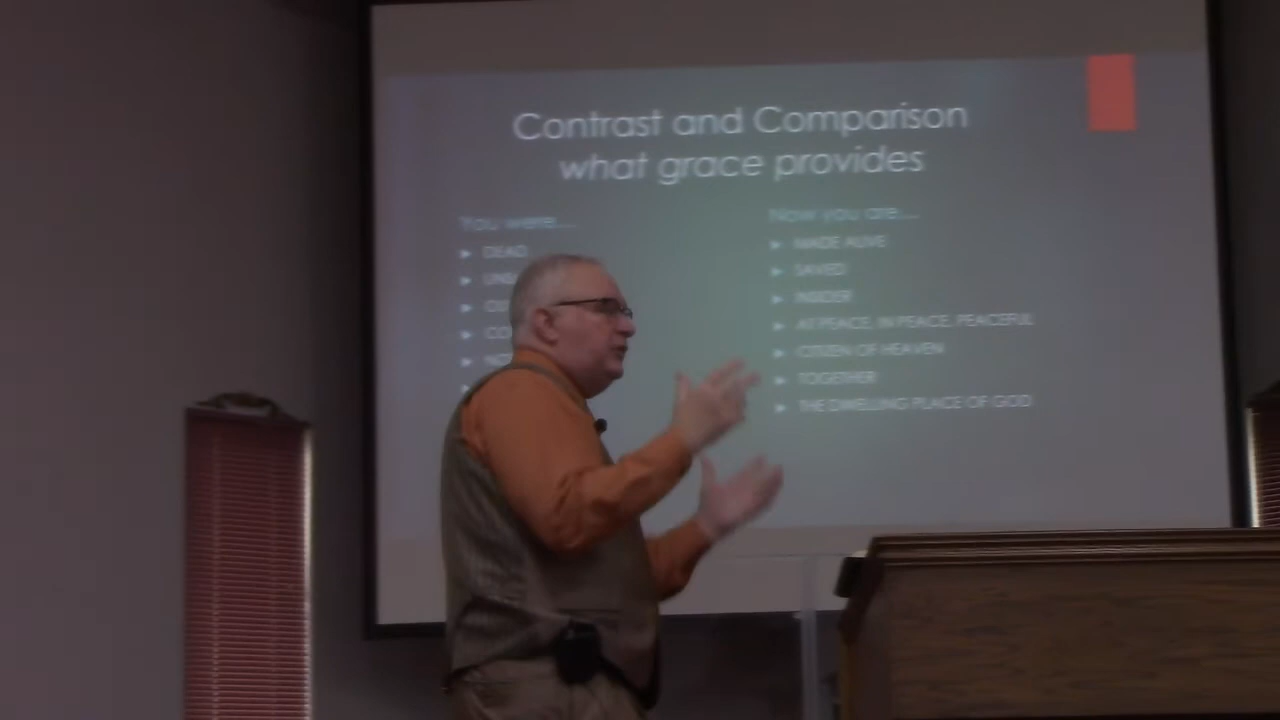 Contrast and Comparison
what grace provides
You were....
DEAD
Now you are....
MADE ALIVE
SAVED
INSIDER
AT PEACE, IN PEACE, PEACEFUL
CITIZEN OF HEAVEN
TOGETHER
THE DWELLING PLACE OF GOD